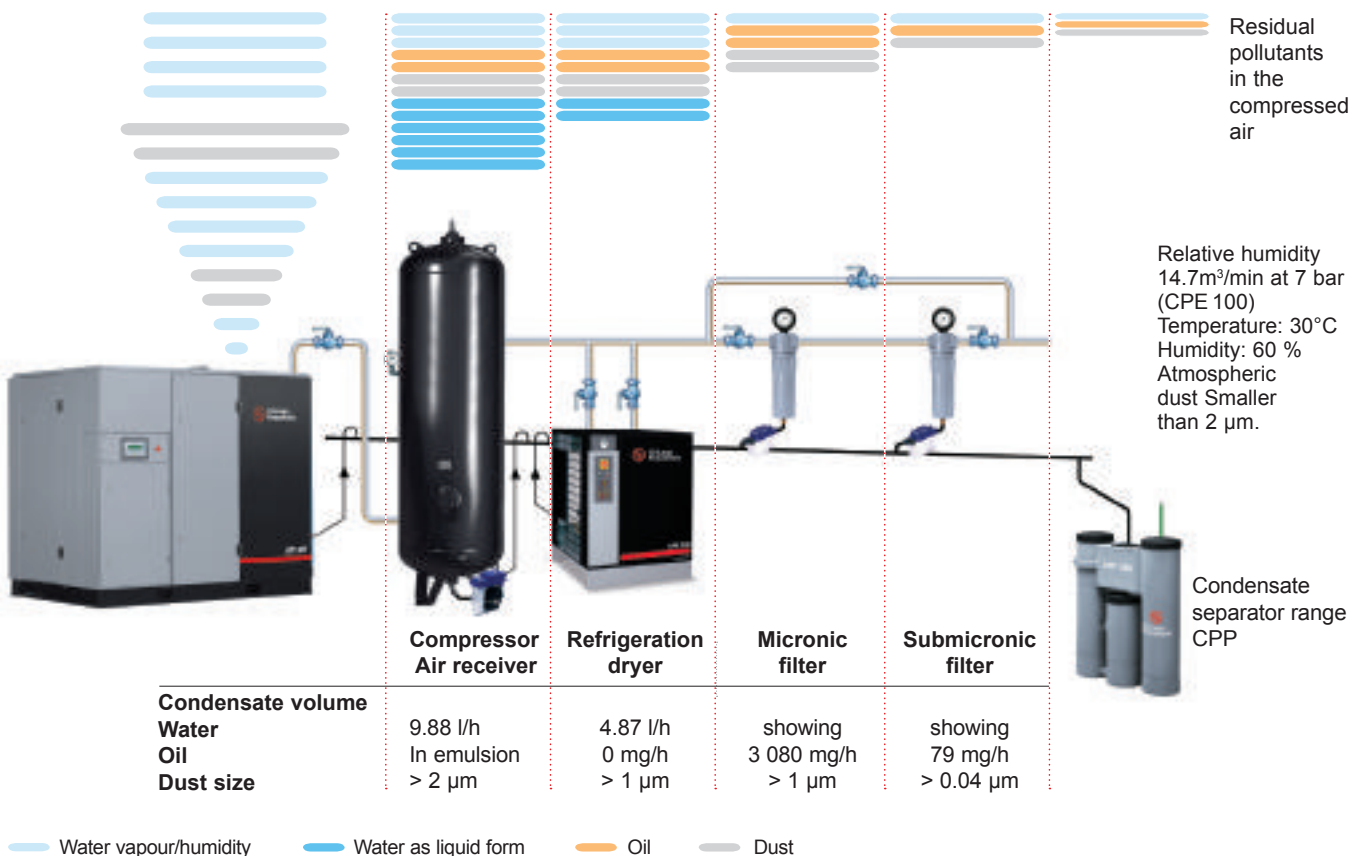 Residual
pollutants
in the
compressed
air
Relative humidity
14.7m³/min at 7 bar
(CPE 100)
Temperature: 30°C
Humidity: 60 %
Atmospheric
dust Smaller
than 2 µm.
Condensate
separator range
CPP
Compressor Refrigeration Micronic Submicronic
Air receiver dryer filter filter
Condensate volume
Water 9.88 l/h 4.87 l/h showing showing
Oil In emulsion 0 mg/h 3 080 mg/h 79 mg/h
Dust size > 2 µm > 1 µm > 1 µm > 0.04 µm
Water vapour/humidity Water as liquid form Oil Dust